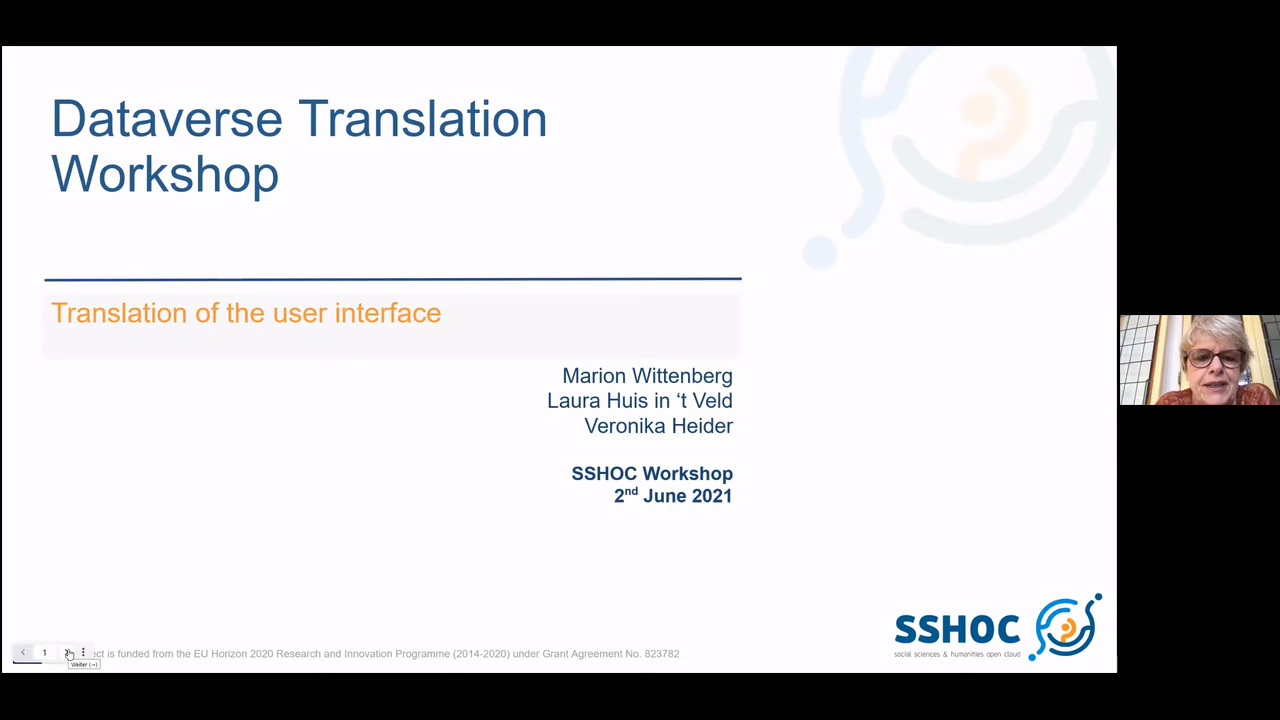 Dataverse Translation
Workshop
Translation of the user interface
Marion Wittenberg
Laura Huis in ‘t Veld
Veronika Heider
SSHOC Workshop
2nd June 2021
SSHOC
social sciences & humanities open cloud
1
is funded from the EU Horizon 2020 Research and Innovation Programme (2014-2020) under Grant Agreement No. 823782
Weiter (→)